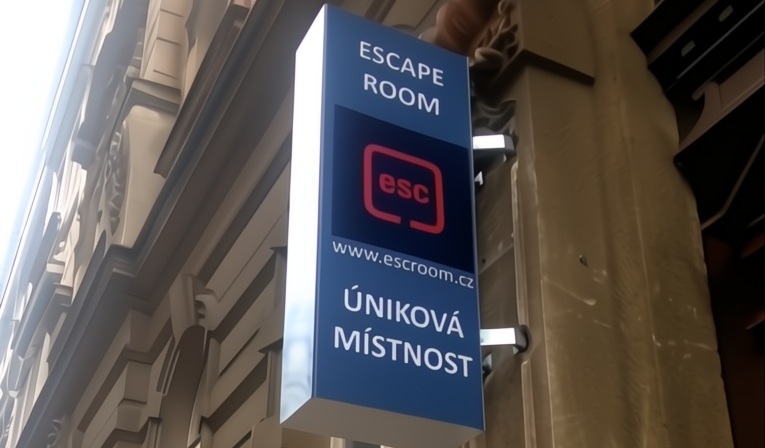 ESCAPE
ROOM
esc
www.escroom.cz
ÚNIKOVÁ
MÍSTNOST